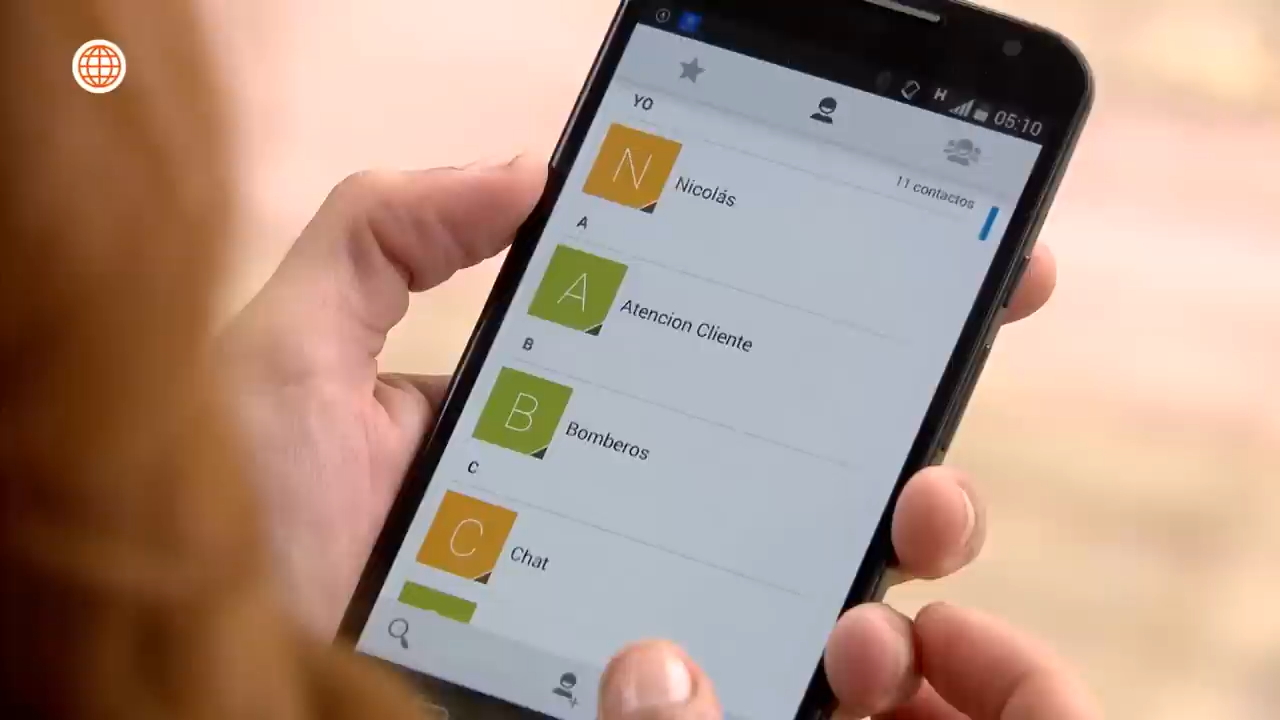 H 05:10
YO
11 contactos
N Nicolás
A
A Atencion Cliente
B
B Bomberos
C
C Chat